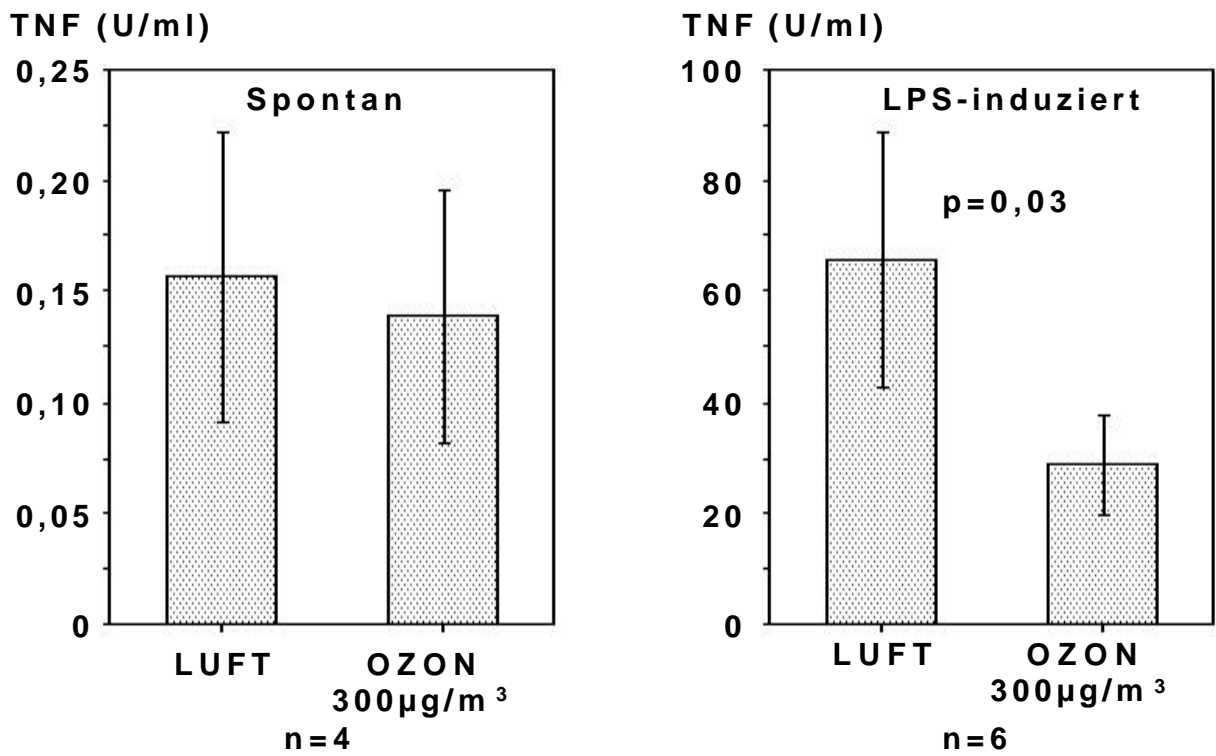 TNF (U/ml)
0,25
0,20
0,15
0,10
0,05
0
Spontan
LUFT
OZON
300µg/m³
n=4
TNF (U/ml)
100
80
60
40
20
0
LPS-induziert
p=0,03
LUFT
OZON
300µg/m³
n=6